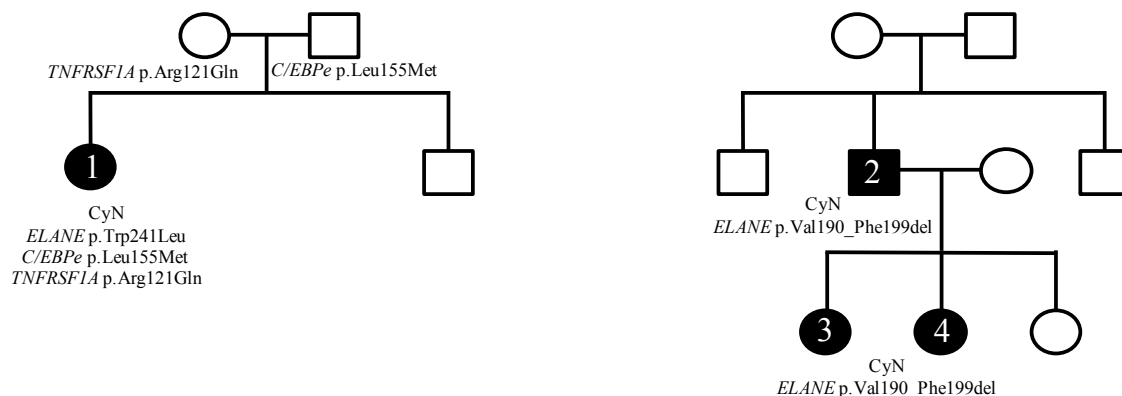 TNFRSF1A p.Arg121Gln
C/EBPe p.Leu155Met
1
CyN
ELANE p.Trp241Leu
C/EBPe p.Leu155Met
TNFRSF1A p.Arg121Gln
2
CyN
ELANE p.Val190_Phe199del
3
4
CyN
ELANE p.Val190_Phe199del